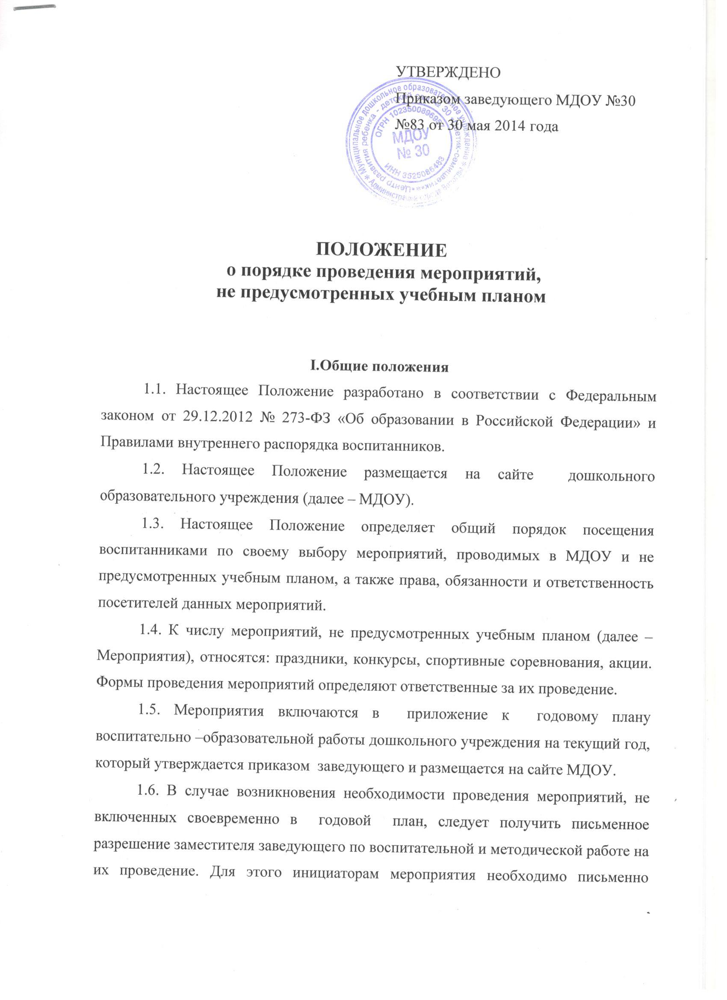 УТВЕРЖДЕНО
Приказом заведующего МДОУ №30
№83 от 30 мая 2014 года
Муниципальное дошкольное образовательное учреждение
Администрация города Вологды
«Центр развития ребенка - детский сад № 30 «Цветик-семицветик»
ОГРН
МДОУ
№ 30
ИНН 3525086483
ПОЛОЖЕНИЕ
о порядке проведения мероприятий,
не предусмотренных учебным планом
I.Общие положения
1.1. Настоящее Положение разработано в соответствии с Федеральным
законом от 29.12.2012 № 273-ФЗ «Об образовании в Российской Федерации» и
Правилами внутреннего распорядка воспитанников.
1.2. Настоящее Положение размещается на сайте дошкольного
образовательного учреждения (далее – МДОУ).
1.3. Настоящее Положение определяет общий порядок посещения
воспитанниками по своему выбору мероприятий, проводимых в МДОУ и не
предусмотренных учебным планом, а также права, обязанности и ответственность
посетителей данных мероприятий.
1.4. К числу мероприятий, не предусмотренных учебным планом (далее –
Мероприятия), относятся: праздники, конкурсы, спортивные соревнования, акции.
Формы проведения мероприятий определяют ответственные за их проведение.
1.5. Мероприятия включаются в приложение к годовому плану
воспитательно –образовательной работы дошкольного учреждения на текущий год,
который утверждается приказом заведующего и размещается на сайте МДОУ.
1.6. В случае возникновения необходимости проведения мероприятий, не
включенных своевременно в годовой план, следует получить письменное
разрешение заместителя заведующего по воспитательной и методической работе на
их проведение. Для этого инициаторам мероприятия необходимо письменно